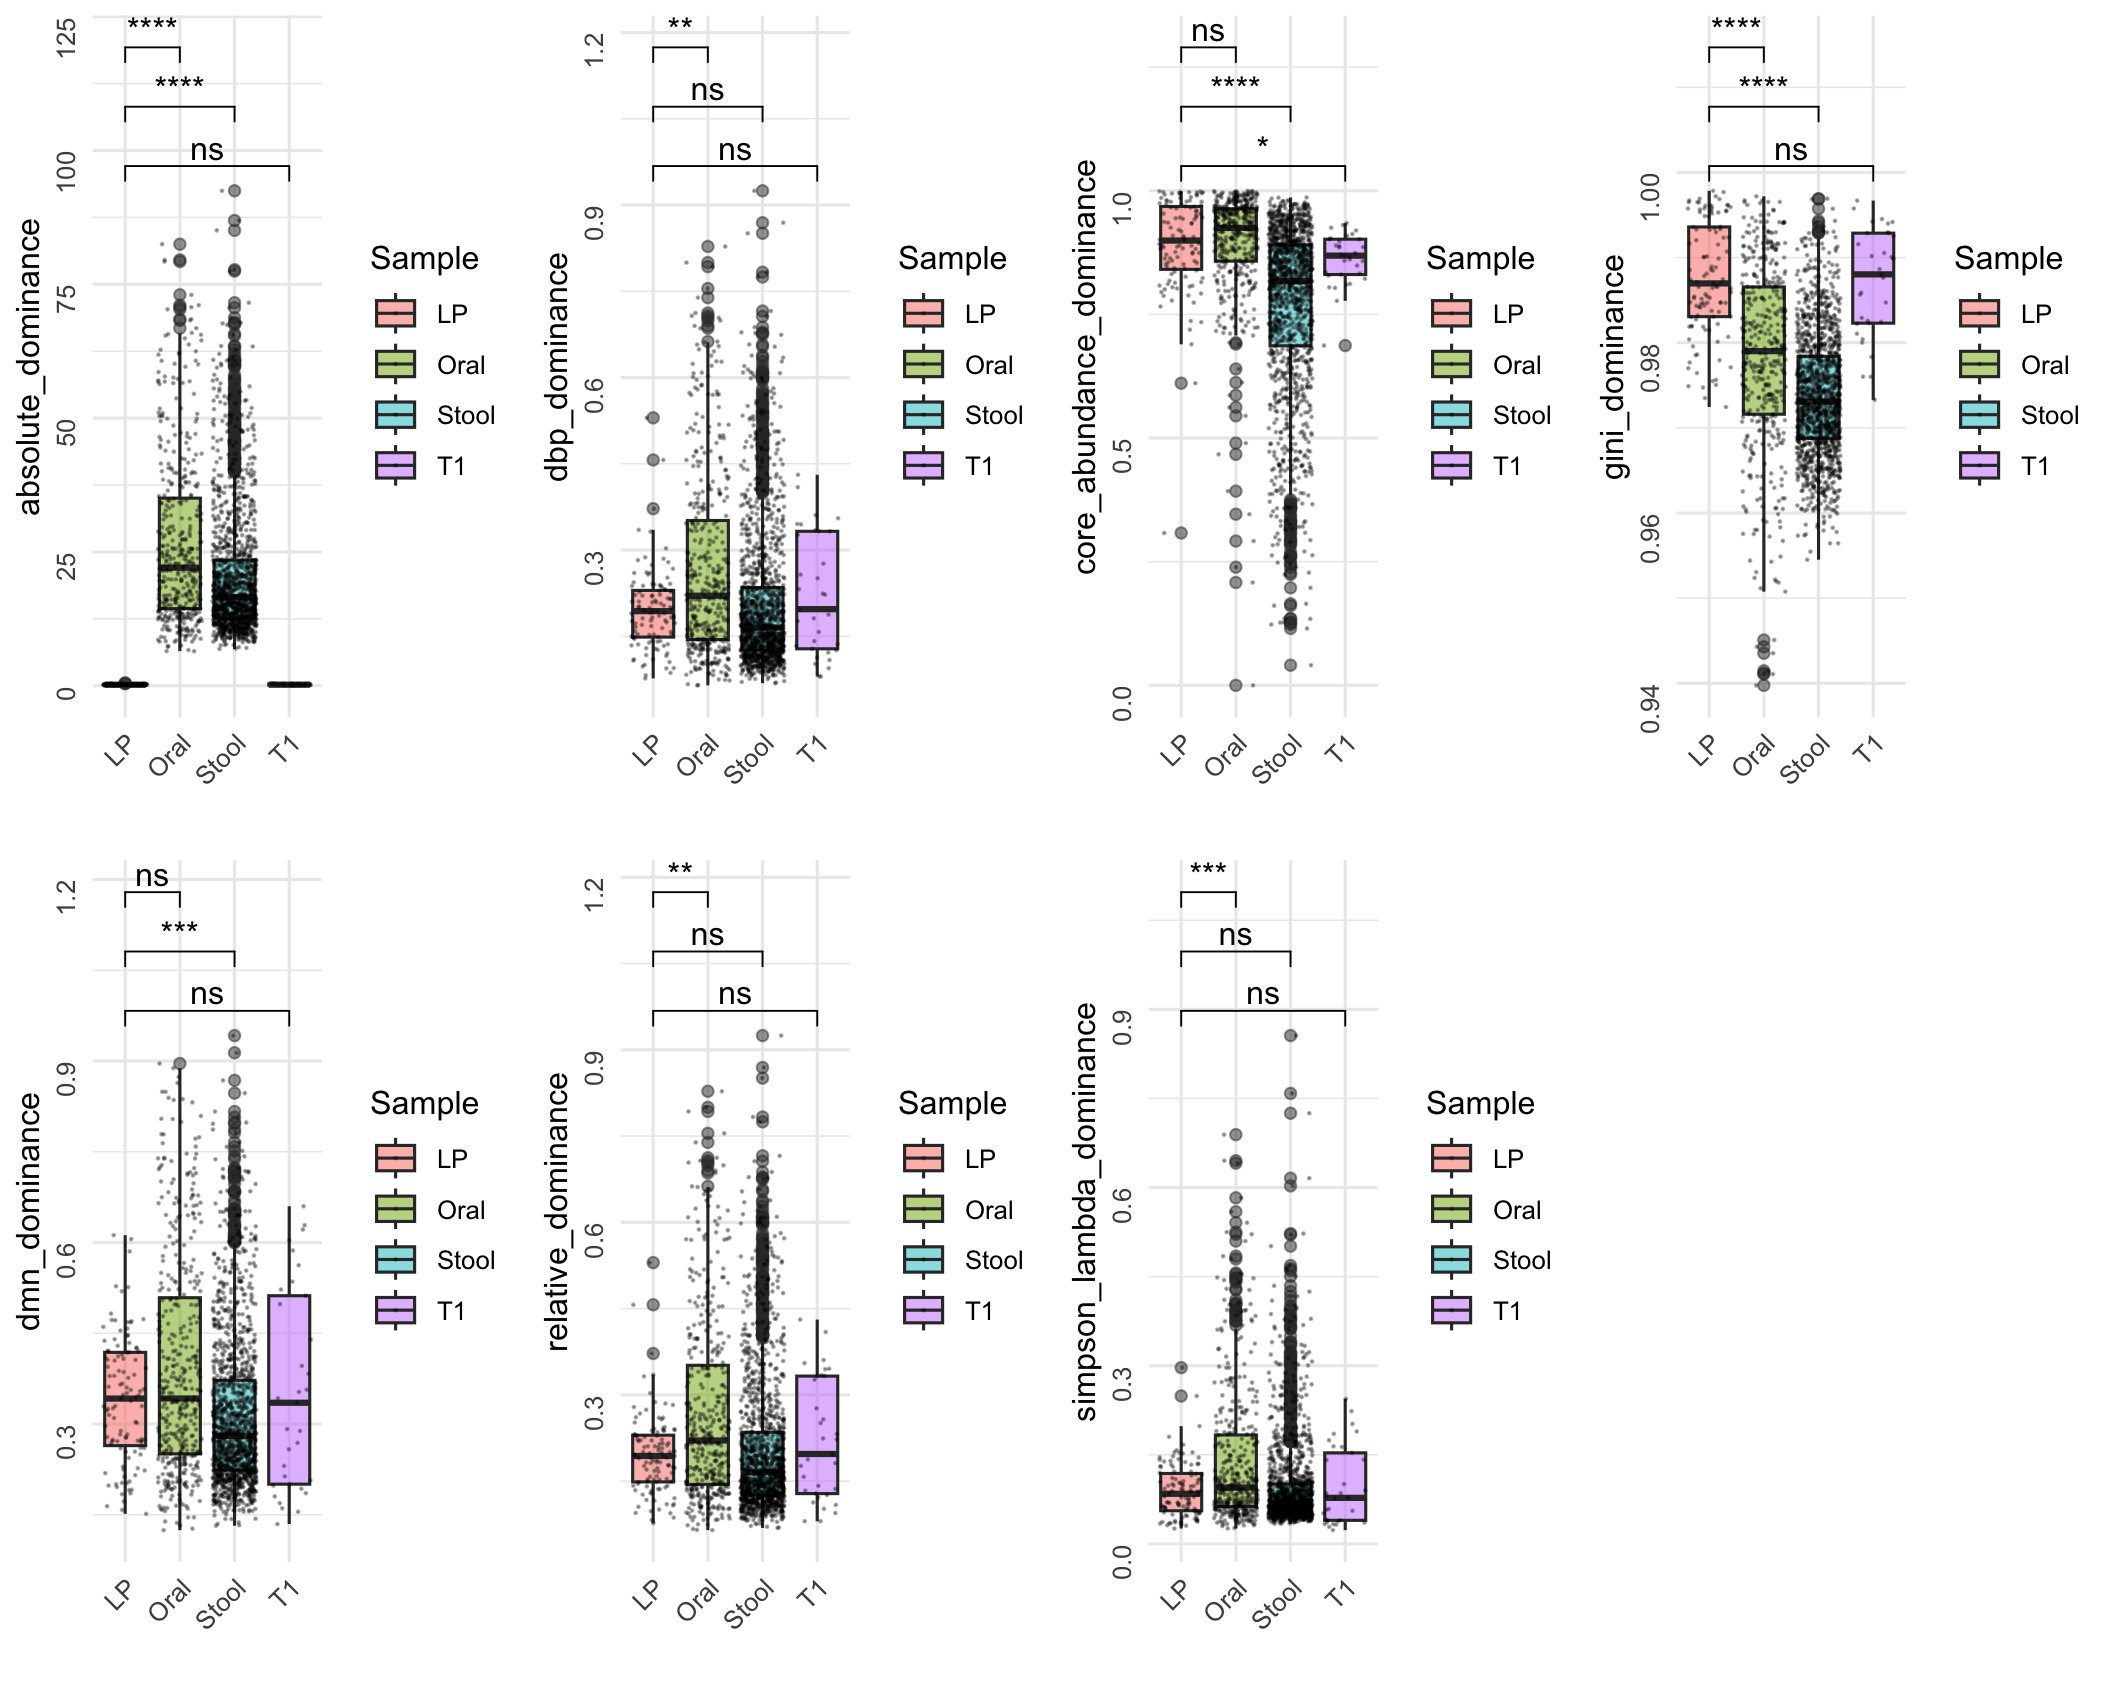 absolute_dominance
125
100
75
50
25
0
****
****
ns
LP
Oral
Stool
T1
Sample
LP
Oral
Stool
T1
dbp_dominance
1.2
0.9
0.6
0.3
**
ns
ns
LP
Oral
Stool
T1
Sample
LP
Oral
Stool
T1
core_abundance_dominance
1.0
0.5
0.0
ns
****
*
LP
Oral
Stool
T1
Sample
LP
Oral
Stool
T1
gini_dominance
1.00
0.98
0.96
0.94
****
****
ns
LP
Oral
Stool
T1
Sample
LP
Oral
Stool
T1
dmn_dominance
1.2
0.9
0.6
0.3
ns
***
ns
LP
Oral
Stool
T1
Sample
LP
Oral
Stool
T1
relative_dominance
1.2
0.9
0.6
0.3
**
ns
ns
LP
Oral
Stool
T1
Sample
LP
Oral
Stool
T1
simpson_lambda_dominance
0.9
0.6
0.3
0.0
***
ns
ns
LP
Oral
Stool
T1
Sample
LP
Oral
Stool
T1